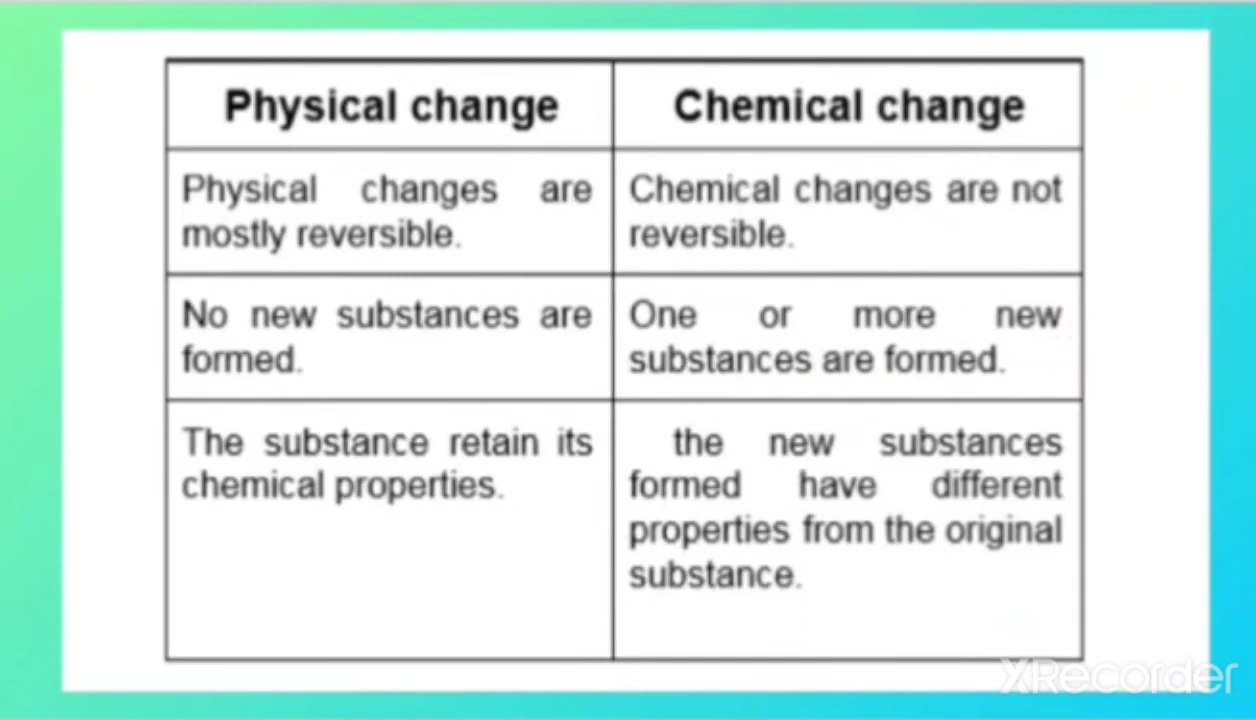 Physical change
Chemical change
Physical changes are
mostly reversible.
Chemical changes are not
reversible.
No new substances are
formed.
One or more new
substances are formed.
The substance retain its
chemical properties.
the new substances
formed have different
properties from the original
substance.
XRecorder